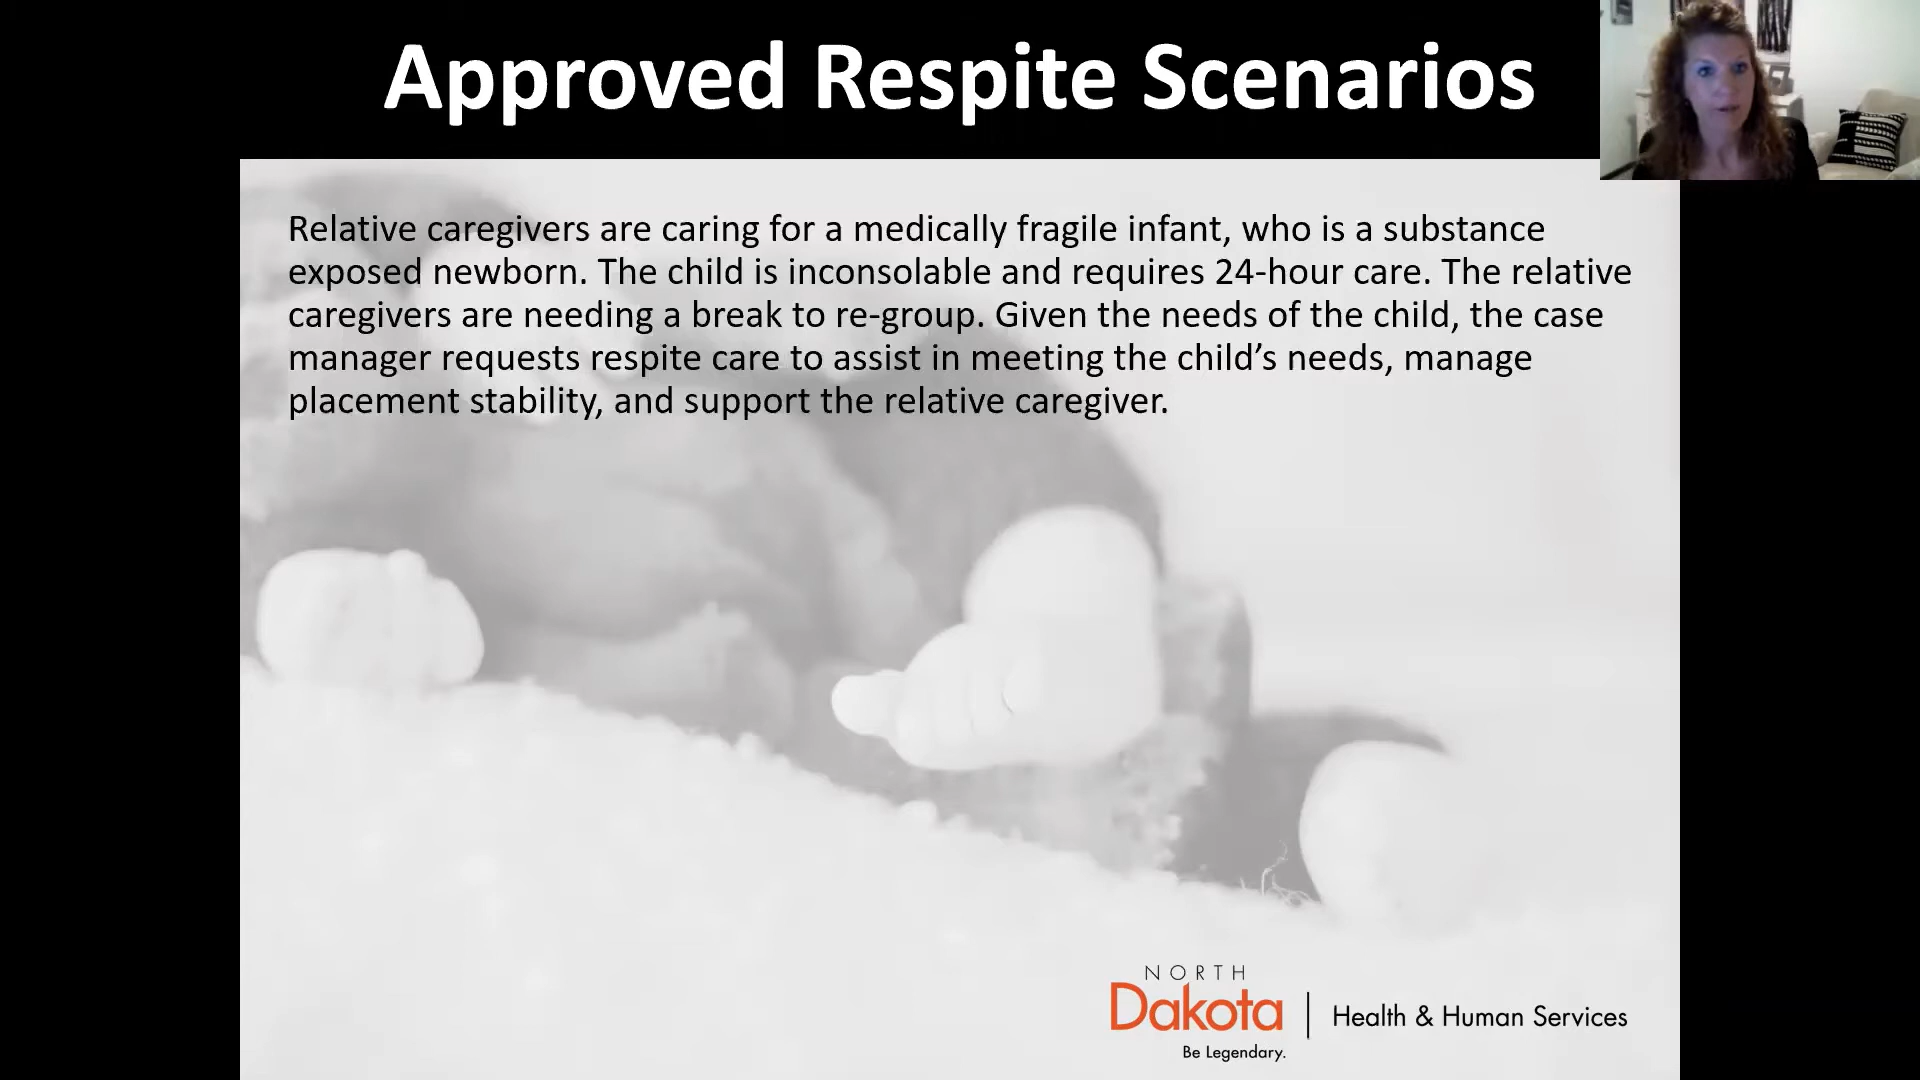 Approved Respite Scenarios
Relative caregivers are caring for a medically fragile infant, who is a substance
exposed newborn. The child is inconsolable and requires 24-hour care. The relative
caregivers are needing a break to re-group. Given the needs of the child, the case
manager requests respite care to assist in meeting the child’s needs, manage
placement stability, and support the relative caregiver.
NORTH
Dakota | Health & Human Services
Be Legendary.